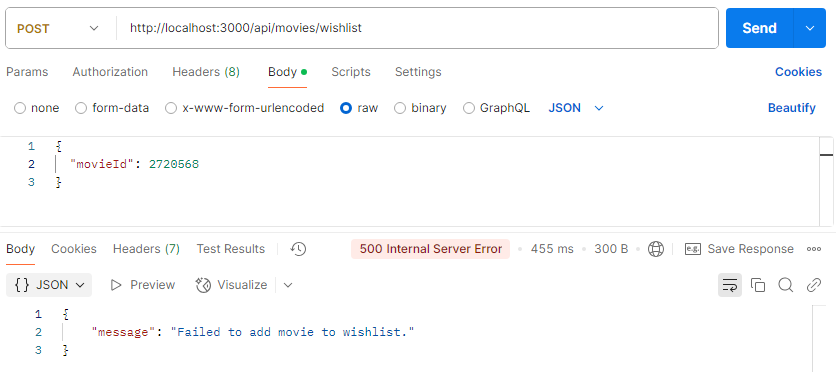 POST http://localhost:3000/api/movies/wishlist Send
Params Authorization Headers (8) Body Scripts Settings Cookies
none form-data x-www-form-urlencoded raw binary GraphQL JSON Beautify
1 {
2 "movieId": 2720568
3 }
Body Cookies Headers (7) Test Results 500 Internal Server Error 455 ms 300 B e.g. Save Response
{} JSON Preview Visualize
1 {
2 "message": "Failed to add movie to wishlist."
3 }